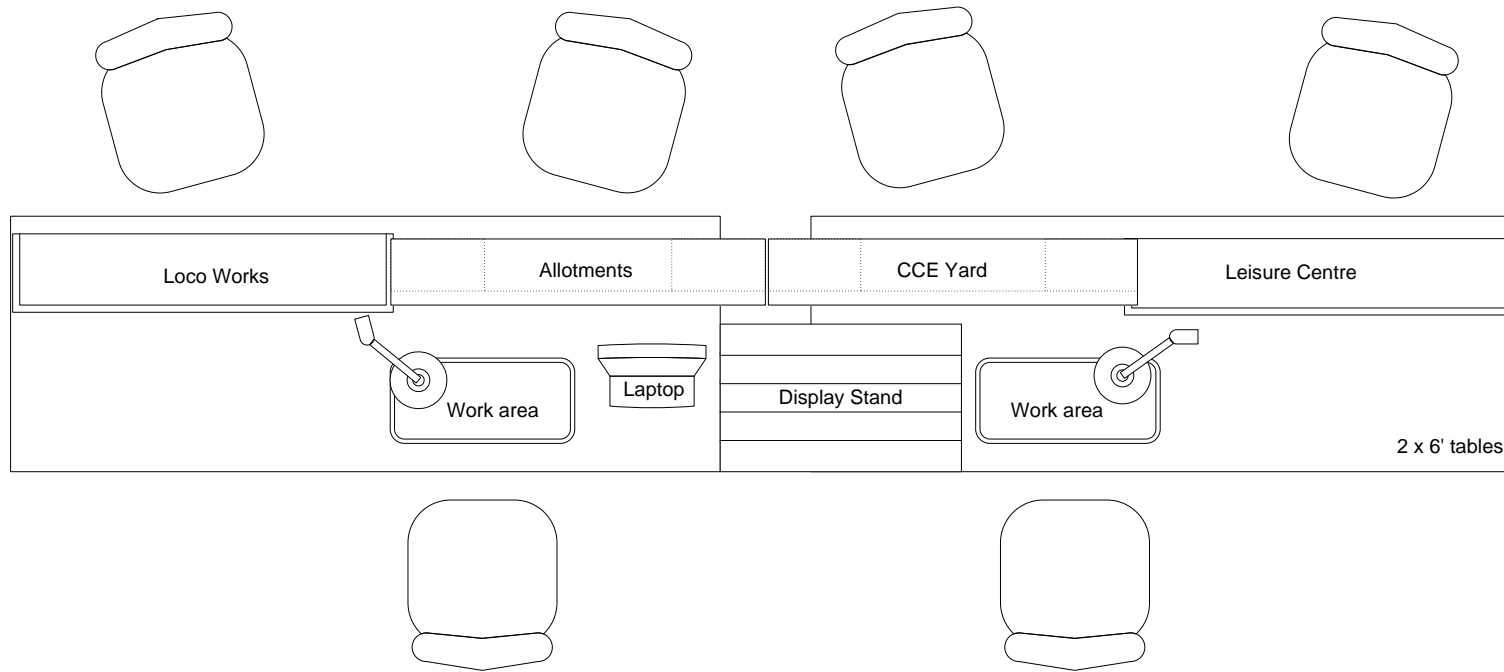 Loco Works
Allotments
CCE Yard
Leisure Centre
Laptop
Display Stand
Work area
Work area
2 x 6' tables